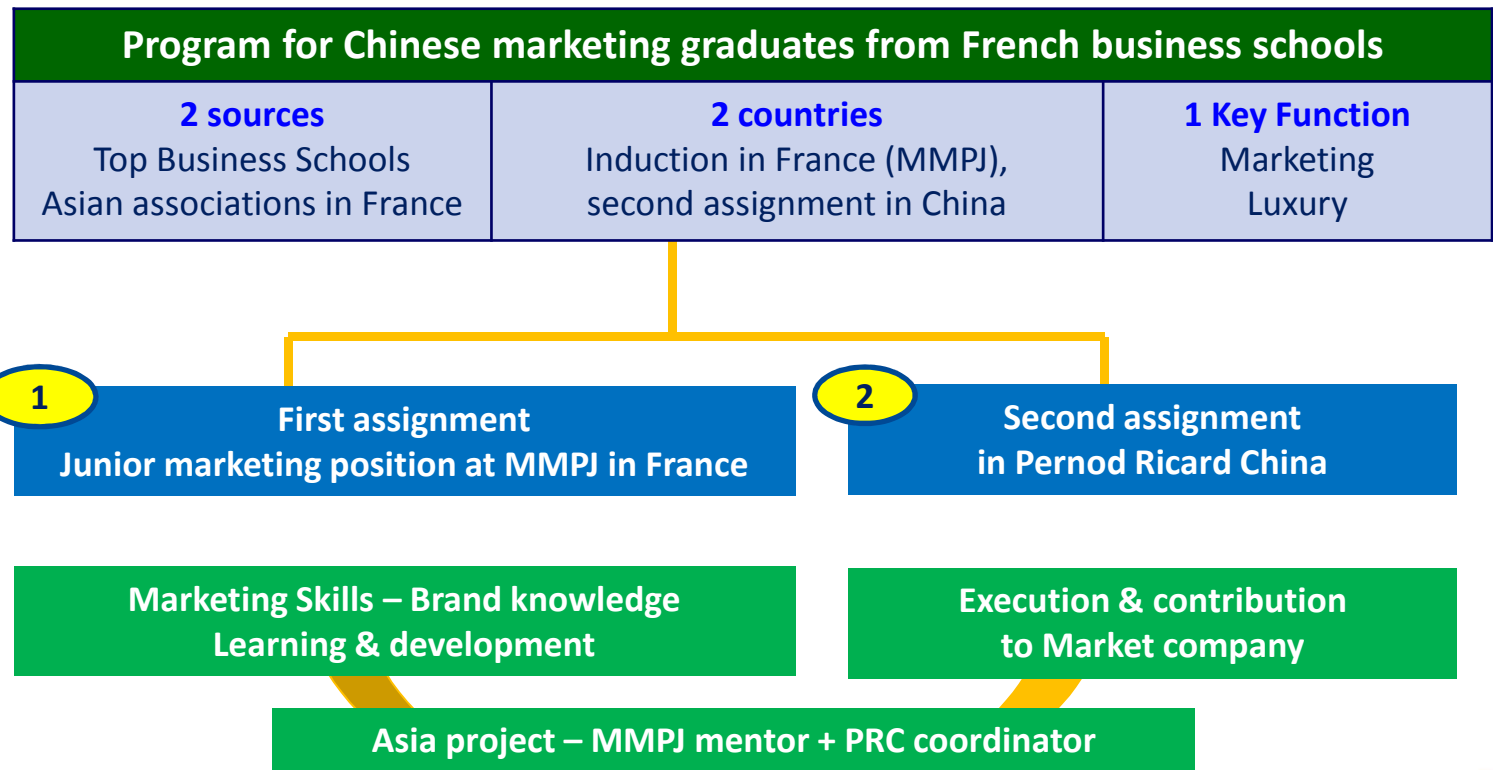 Program for Chinese marketing graduates from French business schools
2 sources
Top Business Schools
Asian associations in France
2 countries
Induction in France (MMPJ),
second assignment in China
1 Key Function
Marketing
Luxury
1
First assignment
Junior marketing position at MMPJ in France
2
Second assignment
in Pernod Ricard China
Marketing Skills – Brand knowledge
Learning & development
Execution & contribution
to Market company
Asia project – MMPJ mentor + PRC coordinator